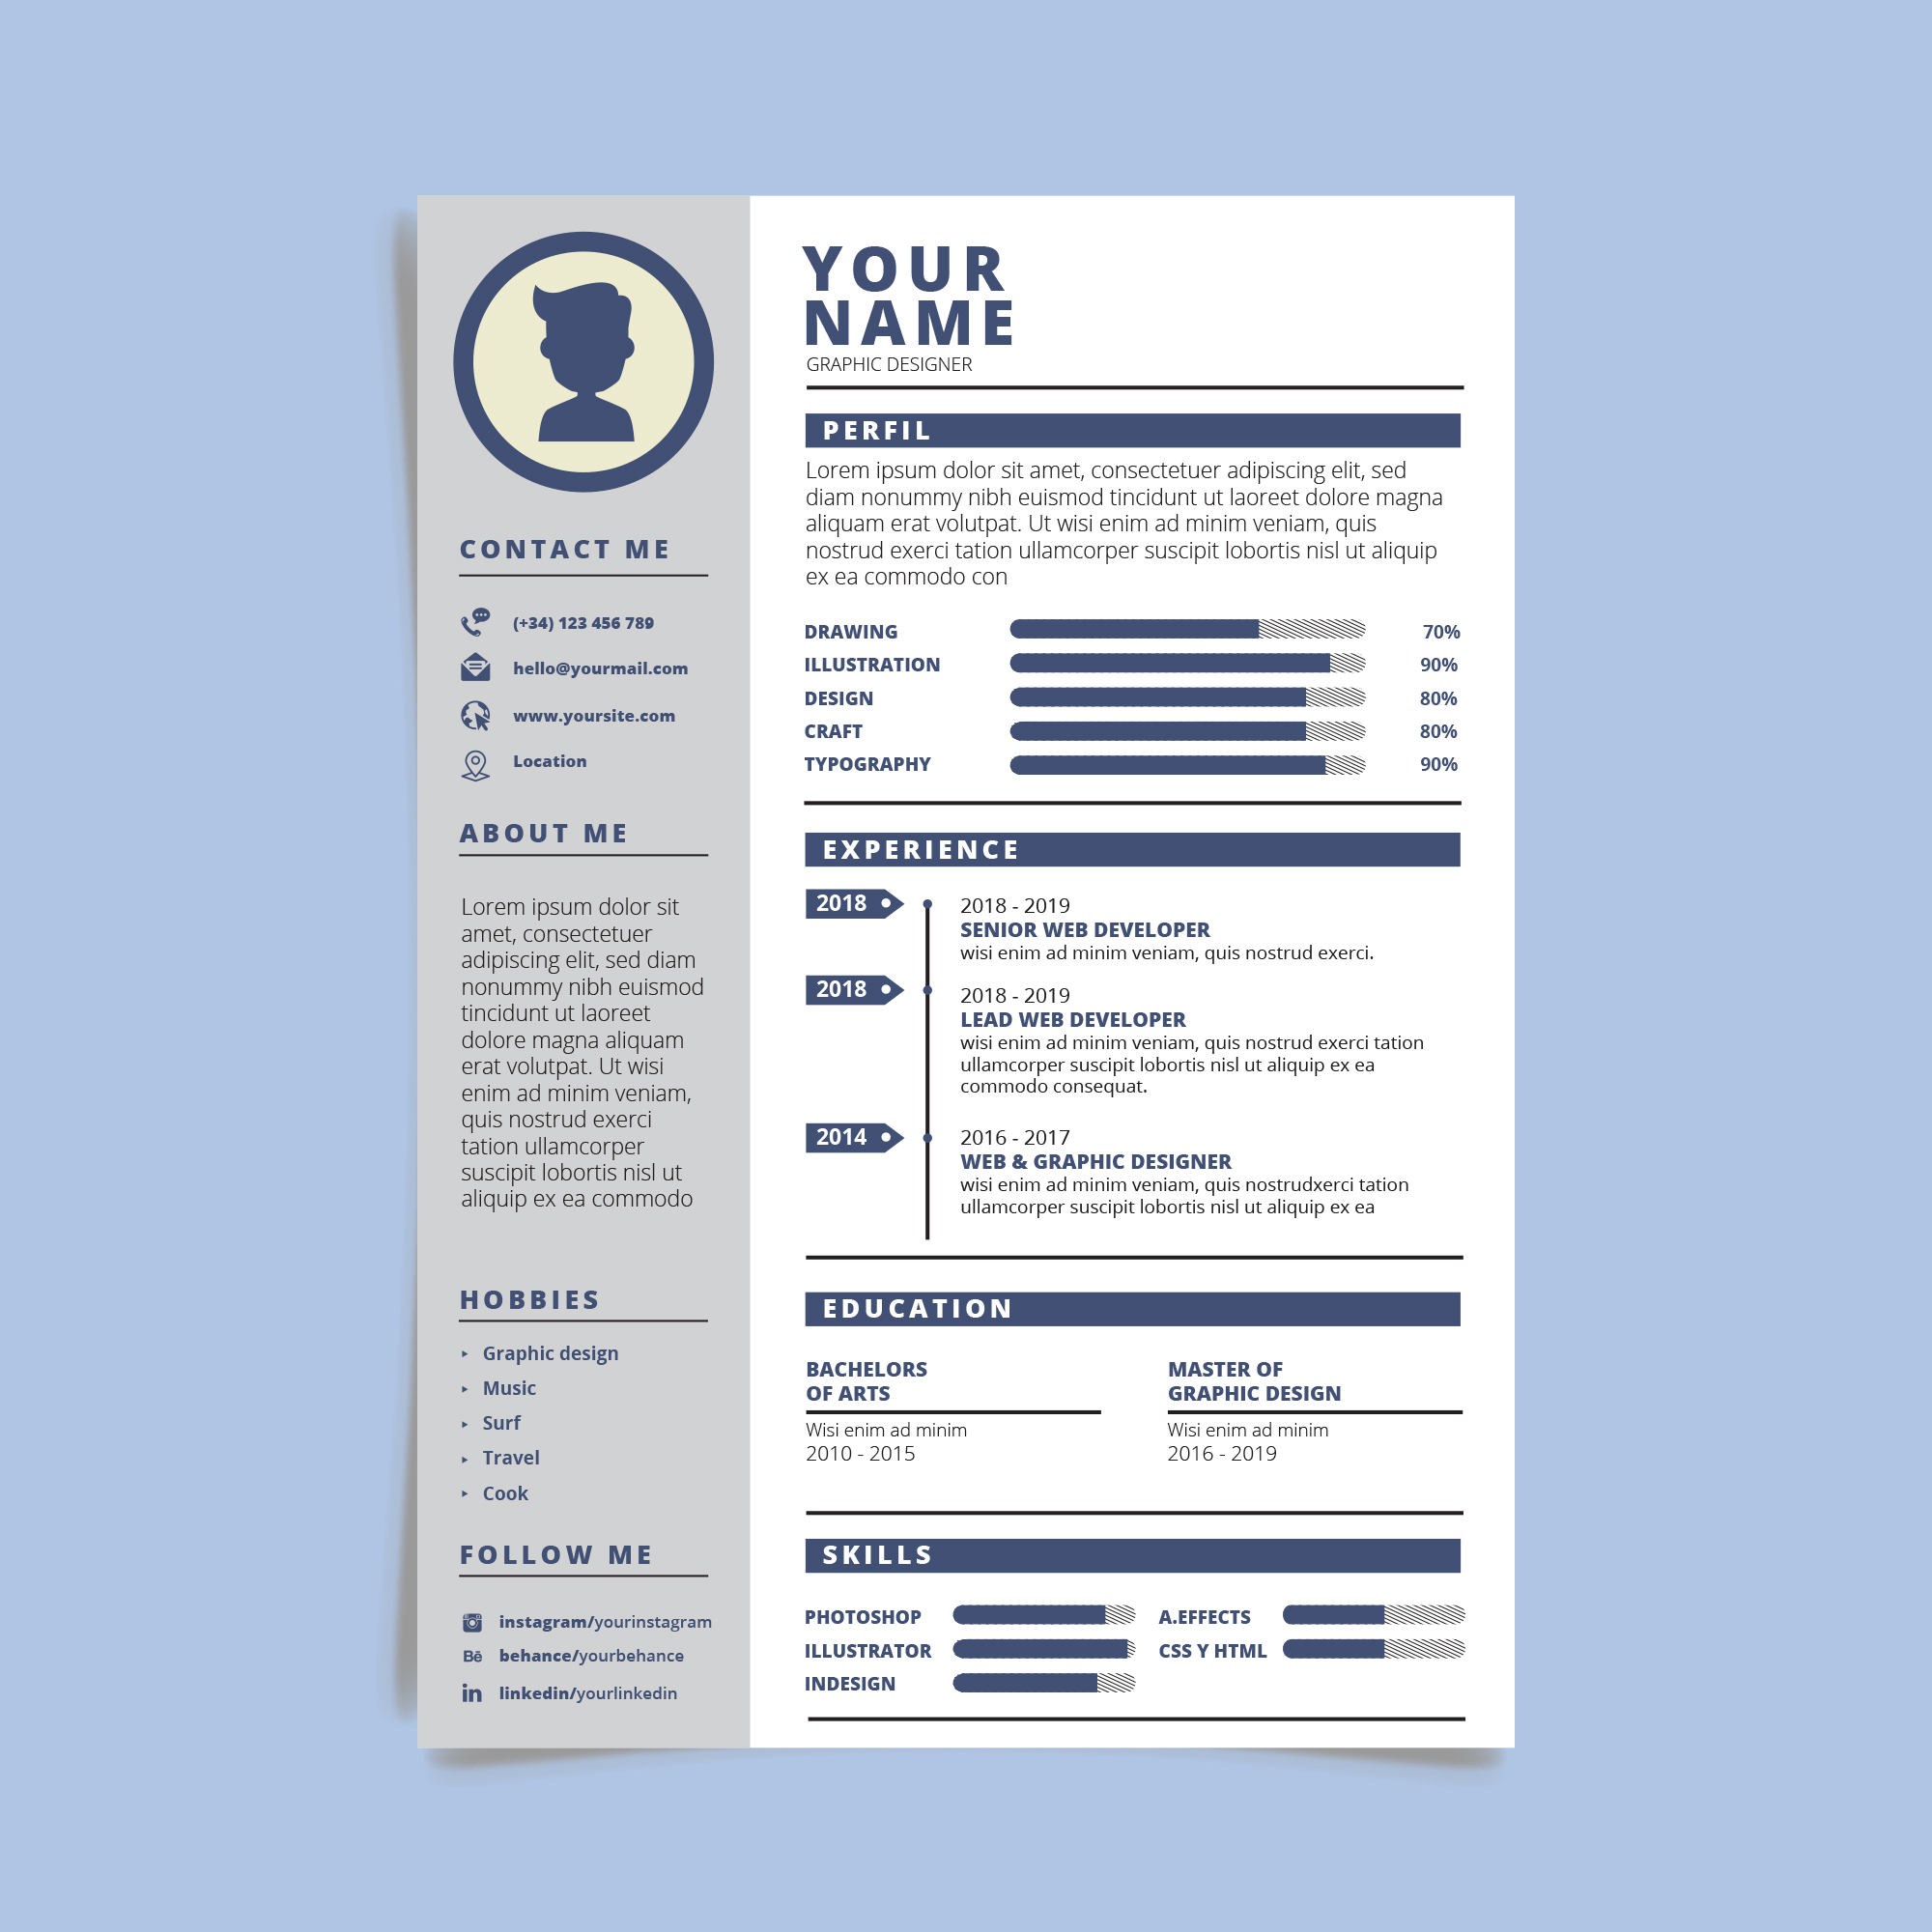 YOUR
NAME
GRAPHIC DESIGNER
CONTACT ME
(+34) 123 456 789
hello@yourmail.com
www.yoursite.com
Location
ABOUT ME
Lorem ipsum dolor sit
amet, consectetuer
adipiscing elit, sed diam
nonummy nibh euismod
tincidunt ut laoreet
dolore magna aliquam
erat volutpat. Ut wisi
enim ad minim veniam,
quis nostrud exerci
tation ullamcorper
suscipit lobortis nisl ut
aliquip ex ea commodo
HOBBIES
Graphic design
Music
Surf
Travel
Cook
FOLLOW ME
instagram/yourinstagram
Bē behance/yourbehance
in linkedin/yourlinkedin
PERFIL
Lorem ipsum dolor sit amet, consectetuer adipiscing elit, sed
diam nonummy nibh euismod tincidunt ut laoreet dolore magna
aliquam erat volutpat. Ut wisi enim ad minim veniam, quis
nostrud exerci tation ullamcorper suscipit lobortis nisl ut aliquip
ex ea commodo con
DRAWING 70%
ILLUSTRATION 90%
DESIGN 80%
CRAFT 80%
TYPOGRAPHY 90%
EXPERIENCE
2018 2018 - 2019
SENIOR WEB DEVELOPER
wisi enim ad minim veniam, quis nostrud exerci.
2018 2018 - 2019
LEAD WEB DEVELOPER
wisi enim ad minim veniam, quis nostrud exerci tation
ullamcorper suscipit lobortis nisl ut aliquip ex ea
commodo consequat.
2014 2016 - 2017
WEB & GRAPHIC DESIGNER
wisi enim ad minim veniam, quis nostrudxerci tation
ullamcorper suscipit lobortis nisl ut aliquip ex ea
EDUCATION
BACHELORS
OF ARTS
Wisi enim ad minim
2010 - 2015
MASTER OF
GRAPHIC DESIGN
Wisi enim ad minim
2016 - 2019
SKILLS
PHOTOSHOP
ILLUSTRATOR
INDESIGN
A.EFFECTS
CSS Y HTML